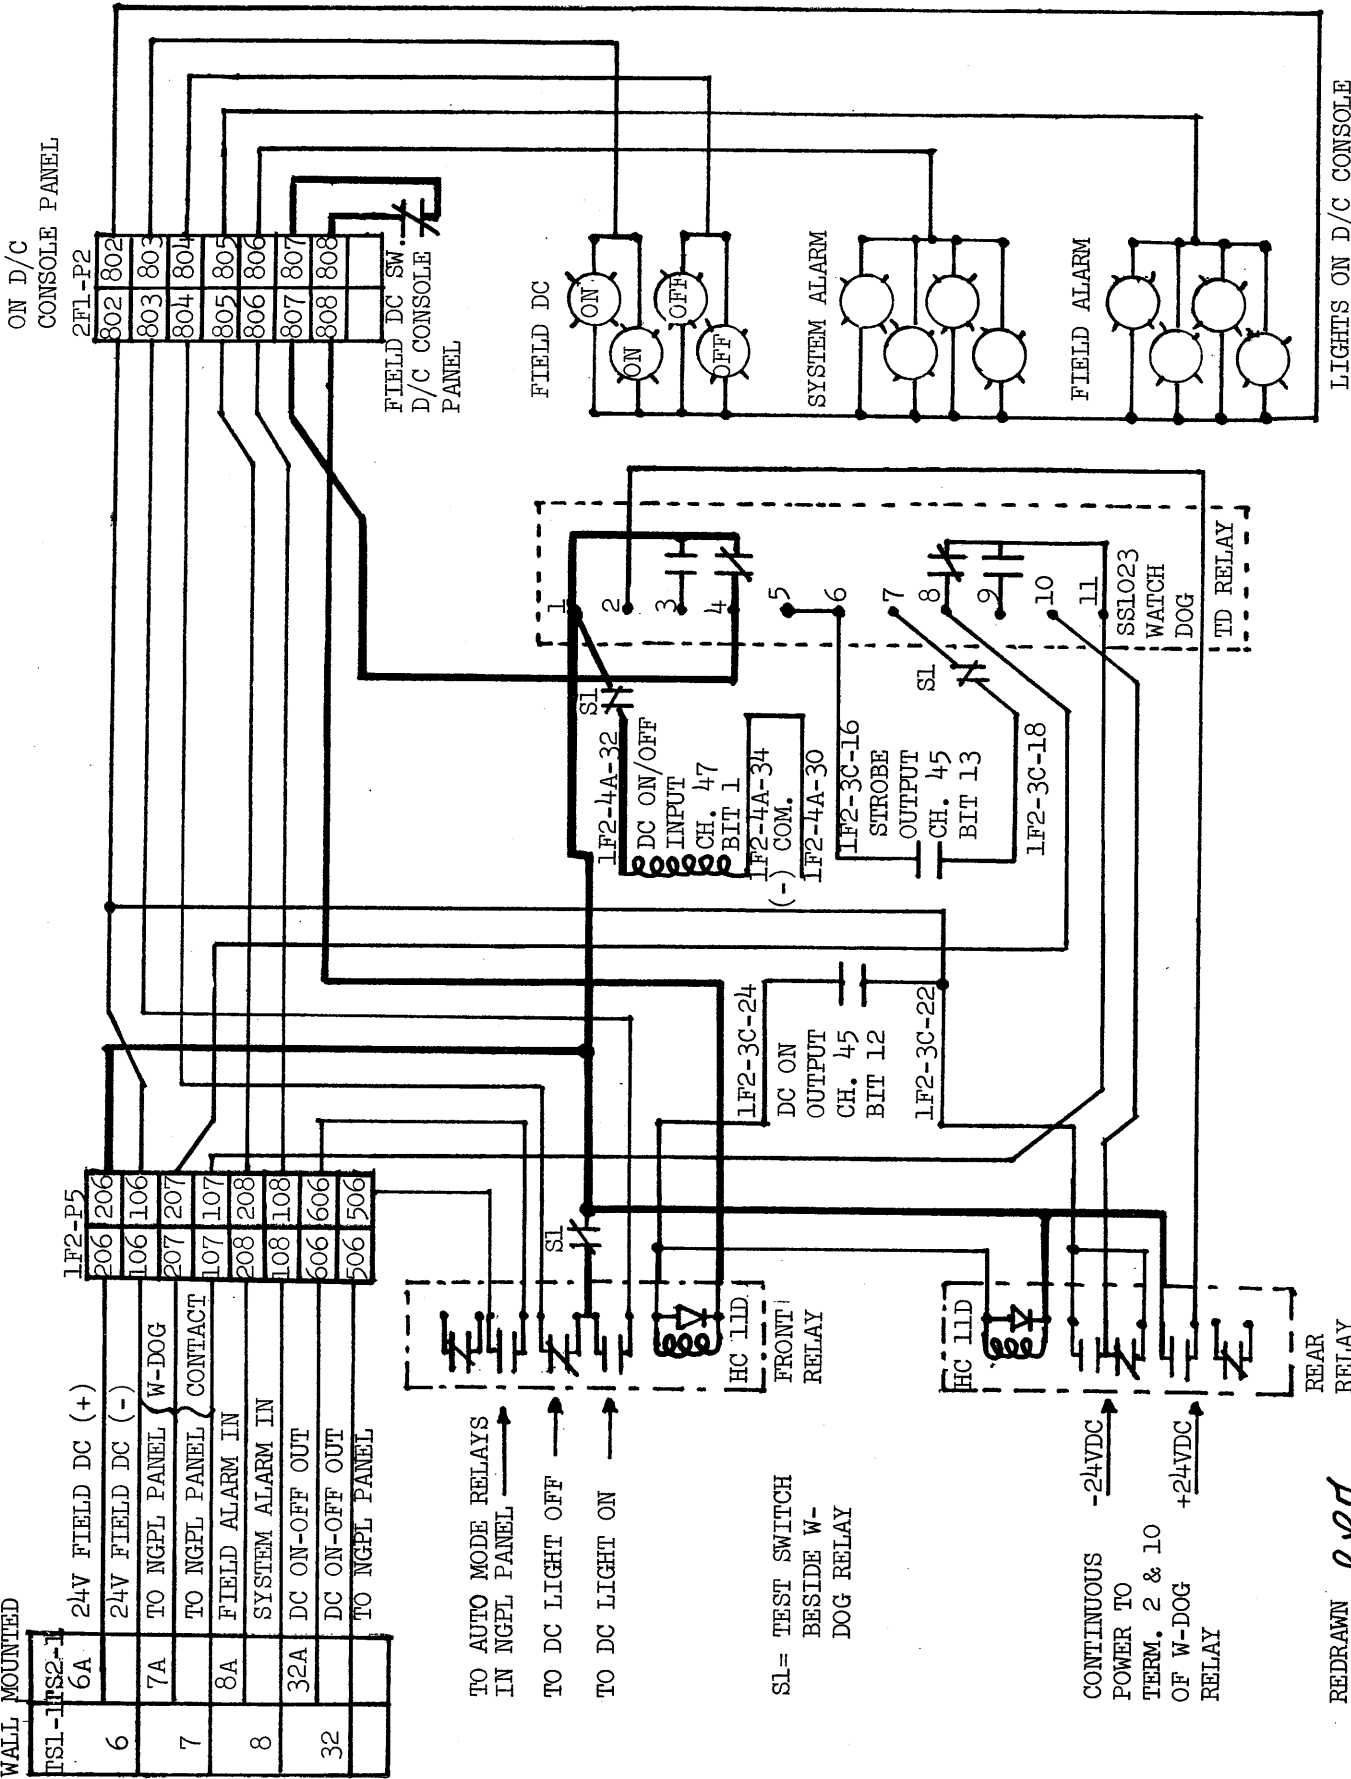 ON D/C
CONSOLE PANEL
2F1-P2
802 802
803 803
804 804
805 805
806 806
807 807
808 808
FIELD DC SW.
D/C CONSOLE
PANEL
FIELD DC
ON
ON
OFF
OFF
SYSTEM ALARM
FIELD ALARM
LIGHTS ON D/C CONSOLE
1
2
3
4
5
6
7
8
9
10
11
SS1023
WATCH
DOG
TD RELAY
S1
S1
1F2-4A-32
DC ON/OFF
INPUT
CH. 47
BIT 1
1F2-4A-34
(-) COM.
1F2-4A-30
1F2-3C-16
STROBE
OUTPUT
CH. 45
BIT 13
1F2-3C-18
1F2-3C-24
DC ON
OUTPUT
CH. 45
BIT 12
1F2-3C-22
1F2-P5
206 206
106 106
207 207
107 107
208 208
108 108
606 606
506 506
S1
HC 11D
FRONT
RELAY
HC 11D
REAR
RELAY
WALL MOUNTED
TS1-1 TS2-1
6A
6
7A
7
8A
8
32A
32
24V FIELD DC (+)
24V FIELD DC (-)
TO NGPL PANEL W-DOG
TO NGPL PANEL CONTACT
FIELD ALARM IN
SYSTEM ALARM IN
DC ON-OFF OUT
DC ON-OFF OUT
TO NGPL PANEL
TO AUTO MODE RELAYS
IN NGPL PANEL
TO DC LIGHT OFF
TO DC LIGHT ON
S1= TEST SWITCH
BESIDE W-
DOG RELAY
-24VDC
+24VDC
CONTINUOUS
POWER TO
TERM. 2 & 10
OF W-DOG
RELAY
REDRAWN